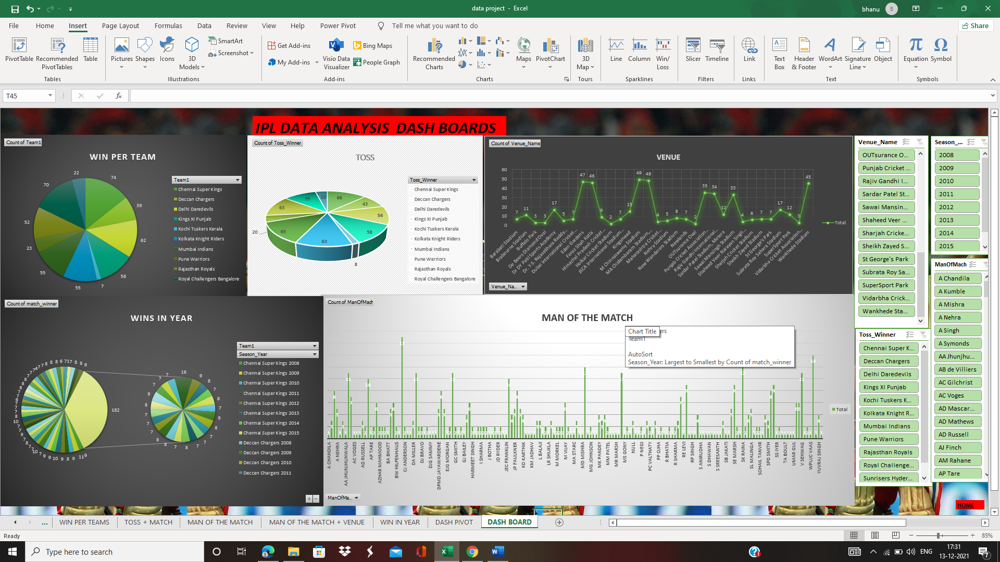 data project - Excel
bhanu
B
File Home Insert Page Layout Formulas Data Review View Help Power Pivot Tell me what you want to do
Share
PivotTable
Recommended PivotTables
Table
Tables
Pictures
Shapes
Icons
3D Models
SmartArt
Screenshot
Illustrations
Get Add-ins
My Add-ins
Visio Data Visualizer
Bing Maps
People Graph
Add-ins
Recommended Charts
Maps
PivotChart
Charts
3D Map
Tours
Line
Column
Win/ Loss
Sparklines
Slicer
Timeline
Filters
Link
Links
Text Box
Header & Footer
WordArt
Signature Line
Object
Text
Equation
Symbol
Symbols
T45
fx
IPL DATA ANALYSIS DASH BOARDS
Count of Team1
WIN PER TEAM
22
74
39
62
58
7
55
55
23
52
70
Team1
Chennai Super Kings
Deccan Chargers
Delhi Daredevils
Kings XI Punjab
Kochi Tuskers Kerala
Kolkata Knight Riders
Mumbai Indians
Pune Warriors
Rajasthan Royals
Royal Challengers Bangalore
Count of Toss_Winner
TOSS
20
66
43
56
58
8
63
65
20
63
55
Toss_Winner
Chennai Super Kings
Deccan Chargers
Delhi Daredevils
Kings XI Punjab
Kochi Tuskers Kerala
Kolkata Knight Riders
Mumbai Indians
Pune Warriors
Rajasthan Royals
Royal Challengers Bangalore
Count of Venue_Name
VENUE
60
50
40
30
20
10
0
7 11 3 3 17 5 7 47 46 9 2 7 15 49 48 4 5 8 7 2 35 34 12 33 4 6 7 7 17 12 3 45
Barabati Stadium
Brabourne Stadium
Buffalo Park
De Beers Diamond Oval
Dr DY Patil Sports Academy
Dr. Y.S. Rajasekhara Reddy...
Dubai International Cricket...
Eden Gardens
Feroz Shah Kotla
Himachal Pradesh Cricket...
Holkar Cricket Stadium
JSCA International Stadium...
Kingsmead
M Chinnaswamy Stadium
MA Chidambaram Stadium,...
Maharashtra Cricket...
Nehru Stadium
New Wanderers Stadium
Newlands
OUTsurance Oval
Punjab Cricket Association...
Rajiv Gandhi International...
Sardar Patel Stadium, Motera
Sawai Mansingh Stadium
Shaheed Veer Narayan Singh...
Sharjah Cricket Stadium
Sheikh Zayed Stadium
St George's Park
Subrata Roy Sahara Stadium
SuperSport Park
Vidarbha Cricket Association...
Wankhede Stadium
Total
Venue_Na..
Venue_Name
OUTsurance O...
Punjab Cricket ...
Rajiv Gandhi I...
Sardar Patel St...
Sawai Mansin...
Shaheed Veer ...
Sharjah Cricke...
Sheikh Zayed S...
St George's Park
Subrata Roy Sa...
SuperSport Park
Vidarbha Crick...
Wankhede Sta...
Season_...
2008
2009
2010
2011
2012
2013
2014
2015
ManOfMach
A Chandila
A Kumble
A Mishra
A Nehra
A Singh
A Symonds
AA Jhunjhu...
AB de Villiers
AC Gilchrist
AC Voges
AD Mascar...
AD Mathews
AD Russell
AJ Finch
AM Rahane
AP Tare
Toss_Winner
Chennai Super K...
Deccan Chargers
Delhi Daredevils
Kings XI Punjab
Kochi Tuskers K...
Kolkata Knight R...
Mumbai Indians
Pune Warriors
Rajasthan Royals
Royal Challenge...
Sunrisers Hyder...
HOME
Count of match_winner
WINS IN YEAR
182
16
Team1
Season_Year
Chennai Super Kings 2008
Chennai Super Kings 2009
Chennai Super Kings 2010
Chennai Super Kings 2011
Chennai Super Kings 2012
Chennai Super Kings 2013
Chennai Super Kings 2014
Chennai Super Kings 2015
Deccan Chargers 2008
Deccan Chargers 2009
Deccan Chargers 2010
Deccan Chargers 2011
Count of ManOfMach
MAN OF THE MATCH
Chart Title
Team1
AutoSort
Season_Year: Largest to Smallest by Count of match_winner
A CHANDILA
A NEHRA
AA JHUNJHUNWALA
AC VOGES
AD RUSSELL
AP TARE
AZHAR MAHMOOD
BA BHATT
BW HILFENHAUS
CJ ANDERSON
DA MILLER
DJ BRAVO
DJG SAMMY
DPMD JAYAWARDENE
EJG MORGAN
GC SMITH
GJ BAILEY
HARMEET SINGH
I SHARMA
J BOTHA
JD RYDER
JEC FRANKLIN
JP FAULKNER
KD KARTHIK
KM JADHAV
L BALAJI
LR SHUKLA
M MORKEL
M VIJAY
MA STARC
MD MISHRA
MG JOHNSON
MK PANDEY
MM PATEL
MR MARSH
MS GONY
NULL
P NEGI
PC VALTHATY
PP OJHA
R BHATIA
R SHARMA
RE LEVI
RP SINGH
S ANIRUDHA
S DHAWAN
S SREESANTH
SB JAKATI
SE MARSH
SK RAINA
SL MALINGA
SOHAIL TANVIR
SPD SMITH
SS IYER
TA BOULT
UMAR GUL
V SEHWAG
WPUJC VAAS
YUVRAJ SINGH
Total
ManOfMa..
... WIN PER TEAMS TOSS + MATCH MAN OF THE MATCH MAN OF THE MATCH + VENUE WIN IN YEAR DASH PIVOT DASH BOARD
Ready
85%
Type here to search
ENG
17:31
13-12-2021
7